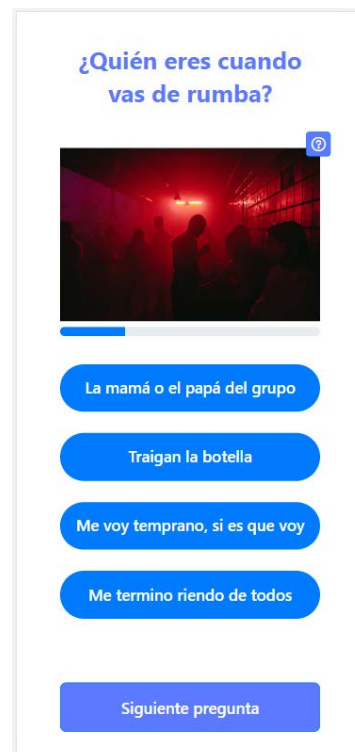 ¿Quién eres cuando
vas de rumba?
La mamá o el papá del grupo
Traigan la botella
Me voy temprano, si es que voy
Me termino riendo de todos
Siguiente pregunta